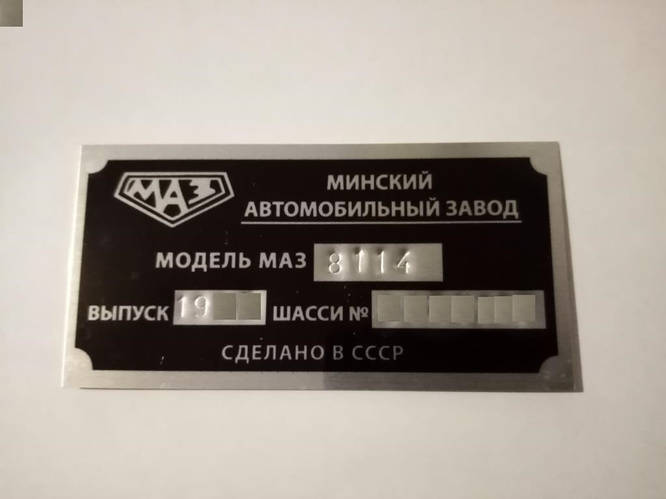 МАЗ
МИНСКИЙ
АВТОМОБИЛЬНЫЙ ЗАВОД
МОДЕЛЬ МАЗ 8114
ВЫПУСК 19 ШАССИ №
СДЕЛАНО В СССР